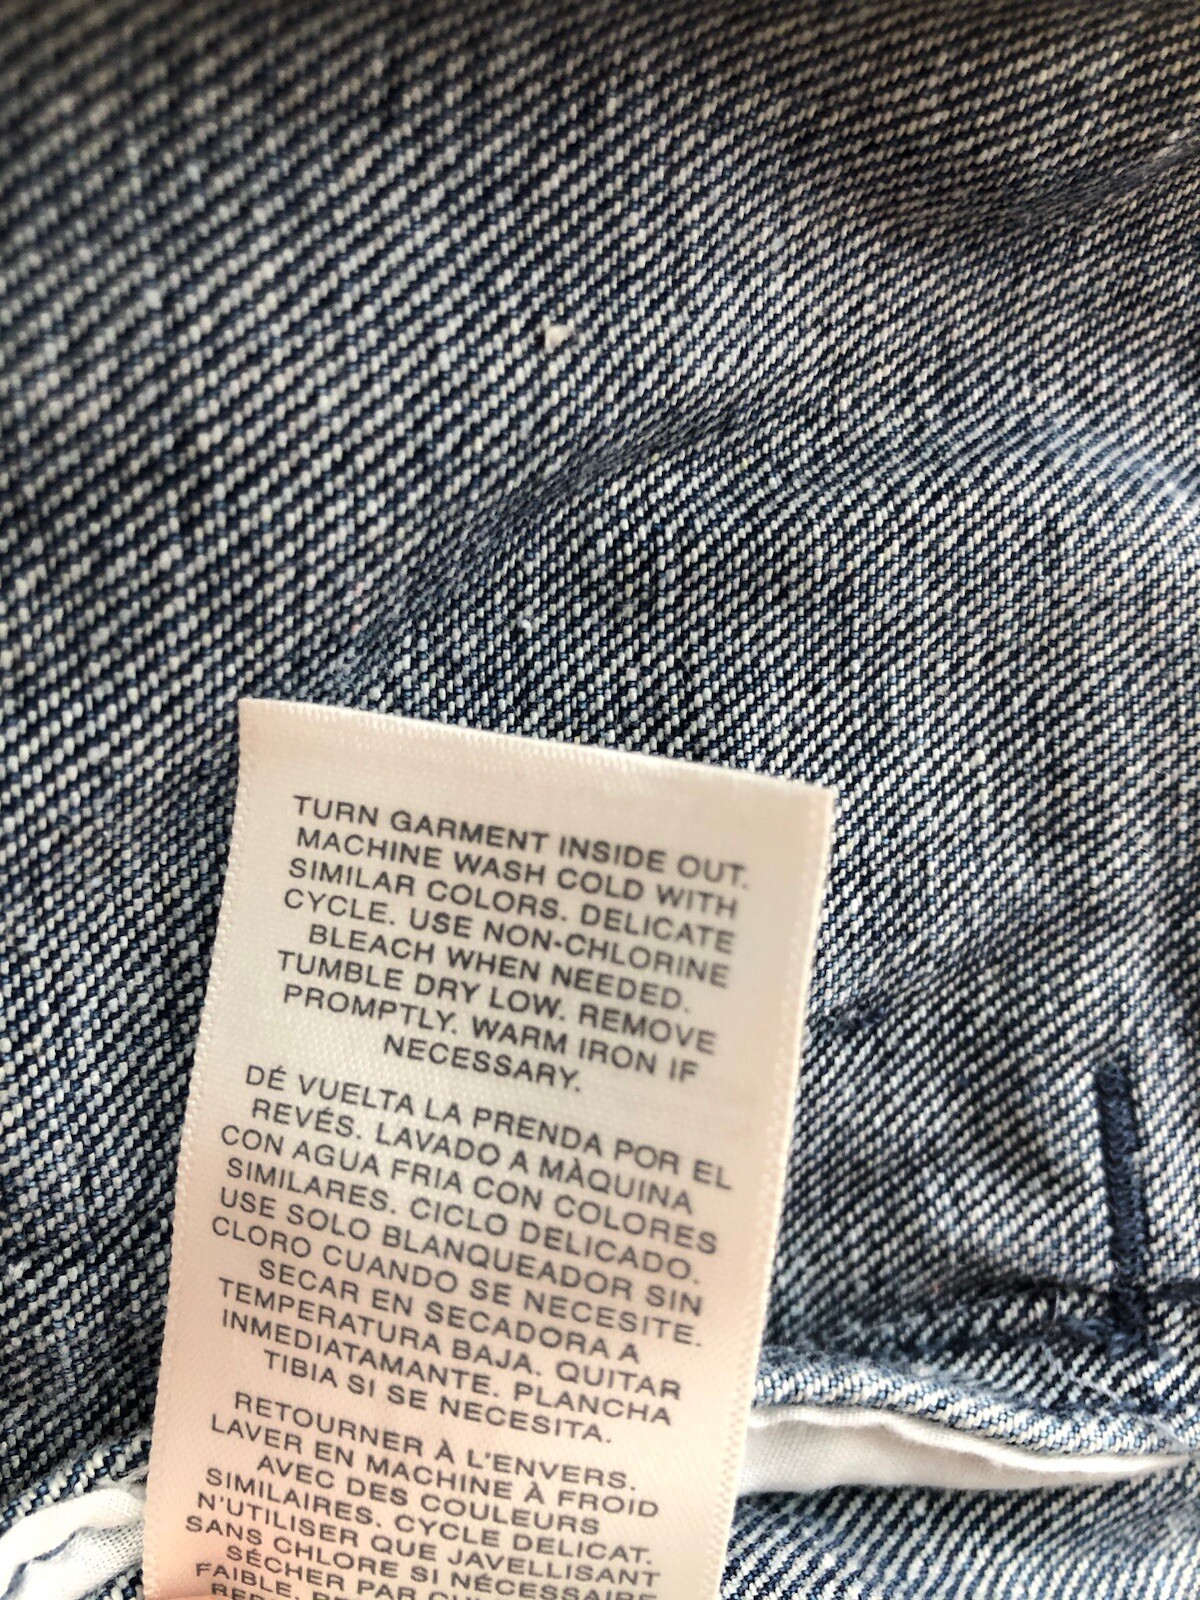 TURN GARMENT INSIDE OUT.
MACHINE WASH COLD WITH
SIMILAR COLORS. DELICATE
CYCLE. USE NON-CHLORINE
BLEACH WHEN NEEDED.
TUMBLE DRY LOW. REMOVE
PROMPTLY. WARM IRON IF
NECESSARY.
DÉ VUELTA LA PRENDA POR EL
REVÉS. LAVADO A MÀQUINA
CON AGUA FRIA CON COLORES
SIMILARES. CICLO DELICADO.
USE SOLO BLANQUEADOR SIN
CLORO CUANDO SE NECESITE.
SECAR EN SECADORA A
TEMPERATURA BAJA. QUITAR
INMEDIATAMANTE. PLANCHA
TIBIA SI SE NECESITA.
RETOURNER À L'ENVERS.
LAVER EN MACHINE À FROID
AVEC DES COULEURS
SIMILAIRES. CYCLE DELICAT.
N'UTILISER QUE JAVELLISANT
SANS CHLORE SI NÉCESSAIRE
SÉCHER PAR
FAIBLE.